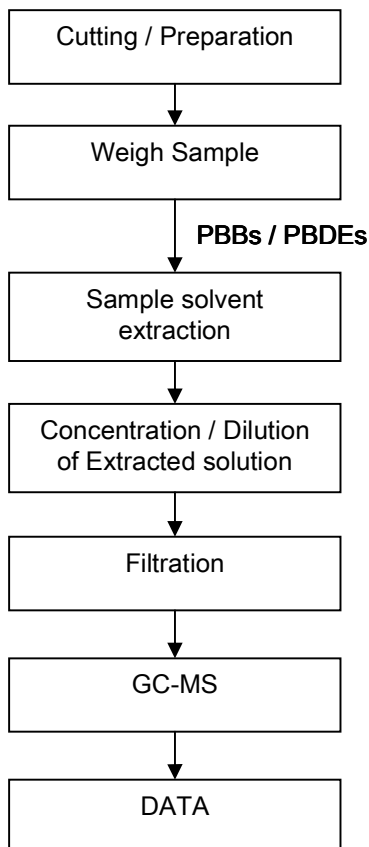 Cutting / Preparation
Weigh Sample
PBBs / PBDEs
Sample solvent
extraction
Concentration / Dilution
of Extracted solution
Filtration
GC-MS
DATA